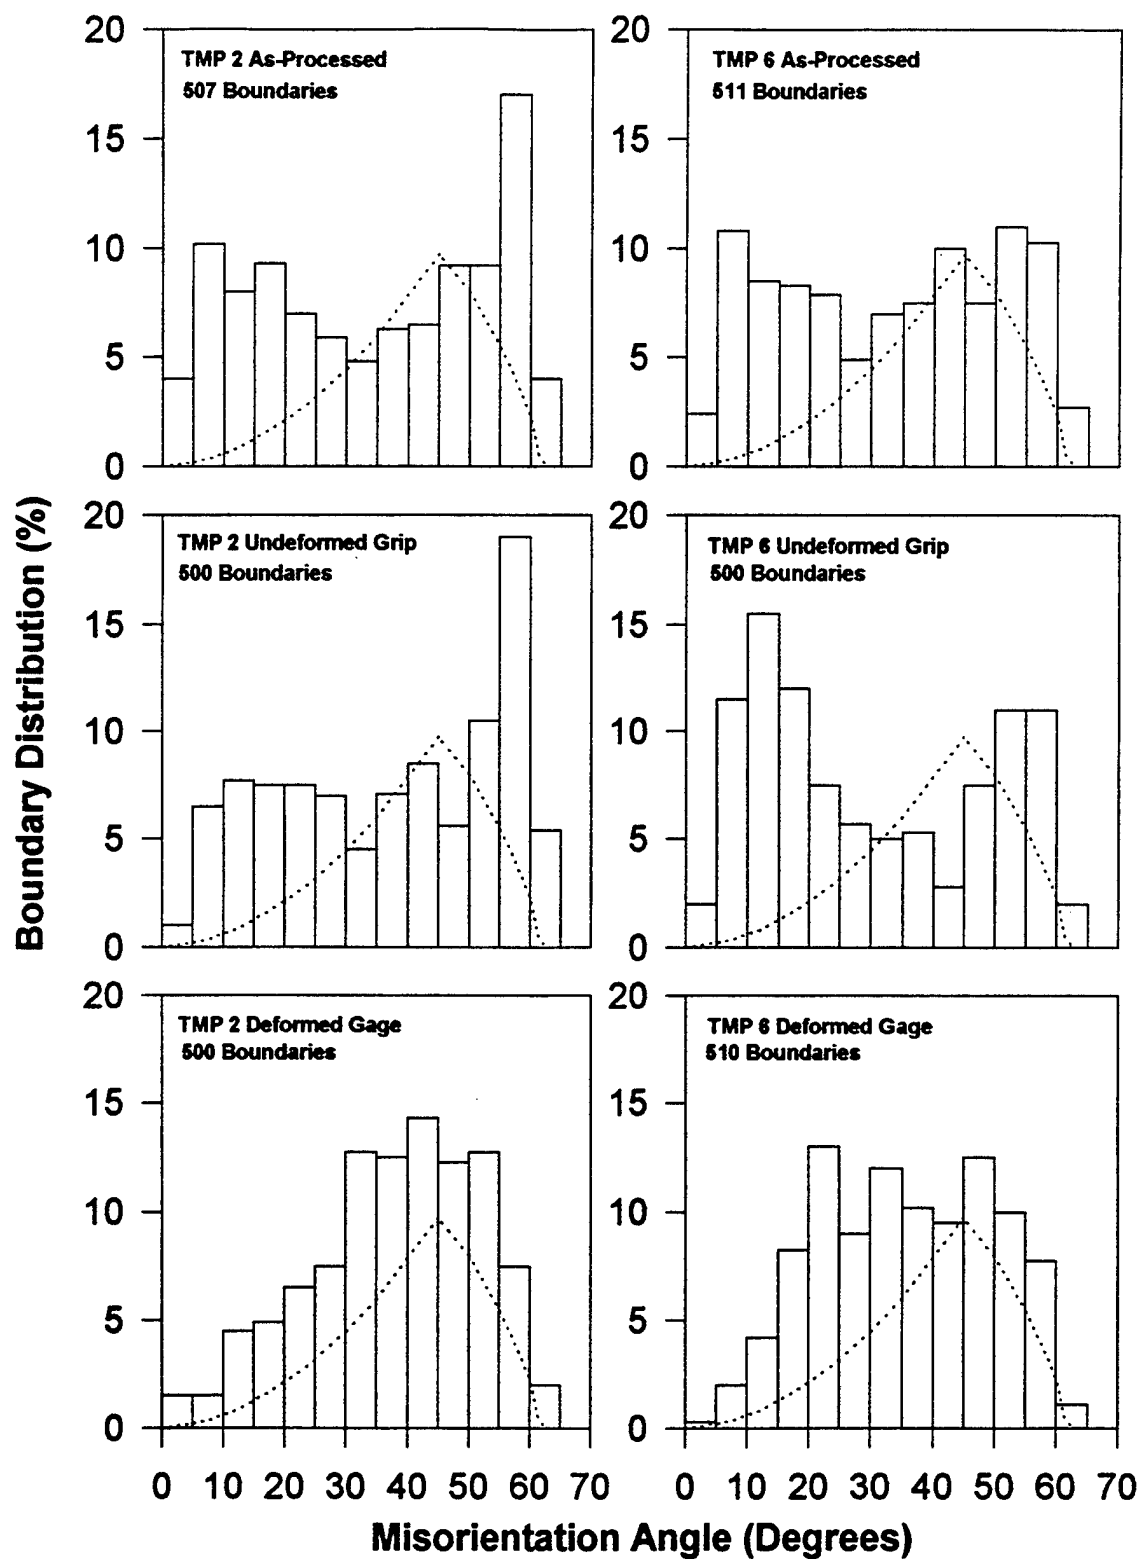 Boundary Distribution (%)
20
15
10
5
0
TMP 2 As-Processed
507 Boundaries
20
15
10
5
0
TMP 6 As-Processed
511 Boundaries
20
15
10
5
0
TMP 2 Undeformed Grip
500 Boundaries
20
15
10
5
0
TMP 6 Undeformed Grip
500 Boundaries
20
15
10
5
0
TMP 2 Deformed Gage
500 Boundaries
0 10 20 30 40 50 60 70
20
15
10
5
0
TMP 6 Deformed Gage
510 Boundaries
0 10 20 30 40 50 60 70
Misorientation Angle (Degrees)